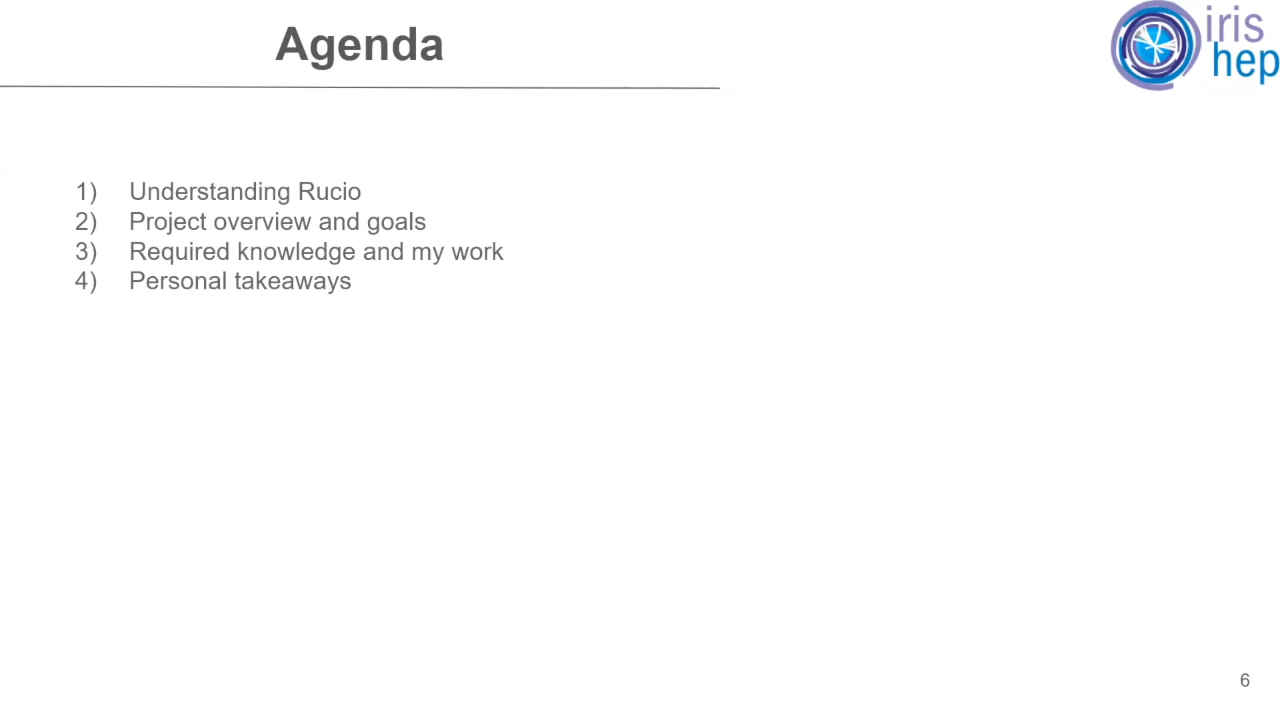 Agenda
iris
hep
1) Understanding Rucio
2) Project overview and goals
3) Required knowledge and my work
4) Personal takeaways
6